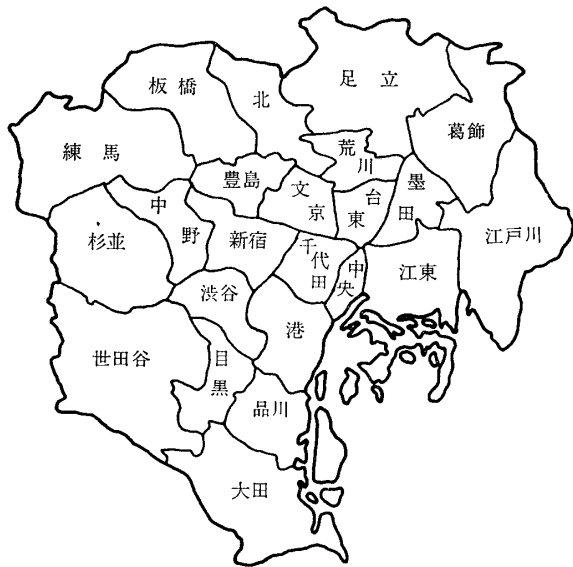 足立
板橋
北
葛飾
練馬
荒川
豊島
文京
台東
墨田
中野
杉並
新宿
千代田
中央
江東
江戸川
渋谷
港
世田谷
目黒
品川
大田